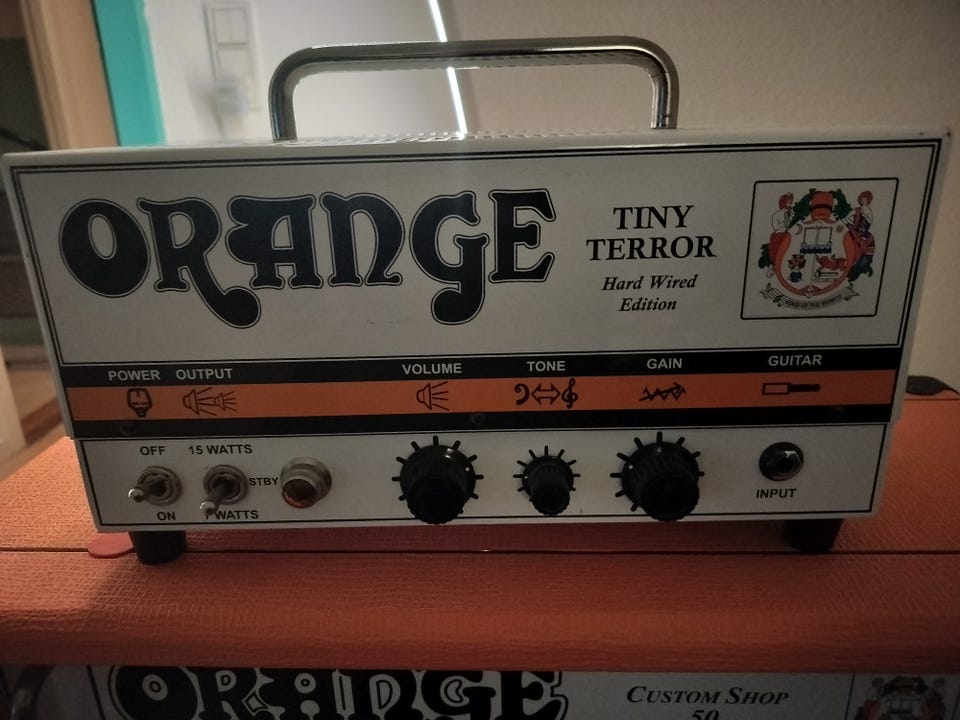 ORANGE
TINY
TERROR
Hard Wired
Edition
POWER OUTPUT VOLUME TONE GAIN GUITAR
OFF 15 WATTS
STBY
ON 7 WATTS
INPUT
ORANGE
CUSTOM SHOP
50